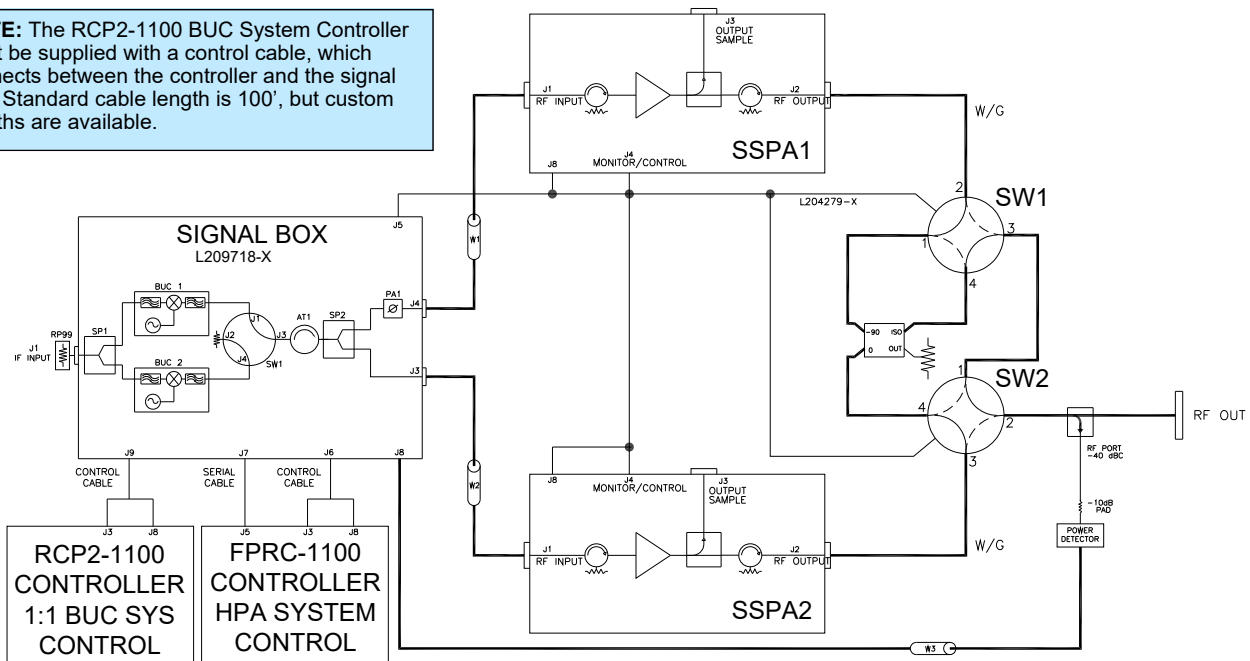 TE: The RCP2-1100 BUC System Controller
t be supplied with a control cable, which
nects between the controller and the signal
Standard cable length is 100', but custom
ths are available.
J3
OUTPUT
SAMPLE
J1
RF INPUT
J2
RF OUTPUT
SSPA1
J8
J4
MONITOR/CONTROL
W/G
L204279-X
SW1
2
1
3
4
J5
SIGNAL BOX
L209718-X
BUC 1
BUC 2
RP99
J1
IF INPUT
SP1
J1
J2
J3
J4
SW1
AT1
SP2
PA1
J4
J3
W1
W2
-90
ISO
0
OUT
SW2
1
4
2
3
RF OUT
RF PORT
-40 dBC
-10dB
PAD
POWER
DETECTOR
J9
J7
J6
J8
CONTROL
CABLE
SERIAL
CABLE
CONTROL
CABLE
J3
J8
RCP2-1100
CONTROLLER
1:1 BUC SYS
CONTROL
J5
J3
J8
FPRC-1100
CONTROLLER
HPA SYSTEM
CONTROL
J8
J4
MONITOR/CONTROL
J3
OUTPUT
SAMPLE
J1
RF INPUT
J2
RF OUTPUT
SSPA2
W/G
W3